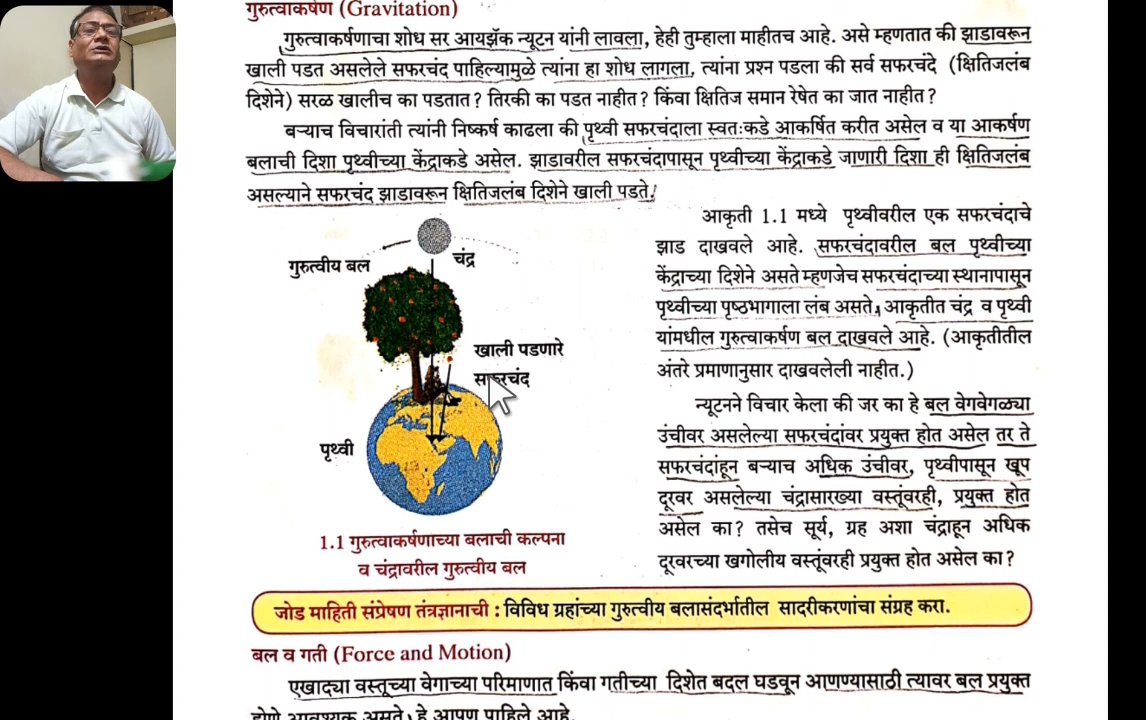 गुरुत्वाकर्षण (Gravitation)
गुरुत्वाकर्षणाचा शोध सर आयझॅक न्यूटन यांनी लावला, हेही तुम्हाला माहीतच आहे. असे म्हणतात की झाडावरून
खाली पडत असलेले सफरचंद पाहिल्यामुळे त्यांना हा शोध लागला, त्यांना प्रश्न पडला की सर्व सफरचंदे (क्षितिजलंब
दिशेने) सरळ खालीच का पडतात? तिरकी का पडत नाहीत? किंवा क्षितिज समान रेषेत का जात नाहीत?
बऱ्याच विचारांती त्यांनी निष्कर्ष काढला की पृथ्वी सफरचंदाला स्वतःकडे आकर्षित करीत असेल व या आकर्षण
बलाची दिशा पृथ्वीच्या केंद्राकडे असेल. झाडावरील सफरचंदापासून पृथ्वीच्या केंद्राकडे जाणारी दिशा ही क्षितिजलंब
असल्याने सफरचंद झाडावरून क्षितिजलंब दिशेने खाली पडते.
गुरुत्वीय बल
चंद्र
खाली पडणारे
सफरचंद
पृथ्वी
1.1 गुरुत्वाकर्षणाच्या बलाची कल्पना
व चंद्रावरील गुरुत्वीय बल
आकृती 1.1 मध्ये पृथ्वीवरील एक सफरचंदाचे
झाड दाखवले आहे. सफरचंदावरील बल पृथ्वीच्या
केंद्राच्या दिशेने असते म्हणजेच सफरचंदाच्या स्थानापासून
पृथ्वीच्या पृष्ठभागाला लंब असते, आकृतीत चंद्र व पृथ्वी
यांमधील गुरुत्वाकर्षण बल दाखवले आहे. (आकृतीतील
अंतरे प्रमाणानुसार दाखवलेली नाहीत.)
न्यूटनने विचार केला की जर का हे बल वेगवेगळ्या
उंचीवर असलेल्या सफरचंदांवर प्रयुक्त होत असेल तर ते
सफरचंदांहून बऱ्याच अधिक उंचीवर, पृथ्वीपासून खूप
दूरवर असलेल्या चंद्रासारख्या वस्तूंवरही, प्रयुक्त होत
असेल का? तसेच सूर्य, ग्रह अशा चंद्राहून अधिक
दूरवरच्या खगोलीय वस्तूंवरही प्रयुक्त होत असेल का?
जोड माहिती संप्रेषण तंत्रज्ञानाची : विविध ग्रहांच्या गुरुत्वीय बलासंदर्भातील सादरीकरणांचा संग्रह करा.
बल व गती (Force and Motion)
एखाद्या वस्तूच्या वेगाच्या परिमाणात किंवा गतीच्या दिशेत बदल घडवून आणण्यासाठी त्यावर बल प्रयुक्त
होणे आवश्यक असते, हे आपण पाहिले आहे.